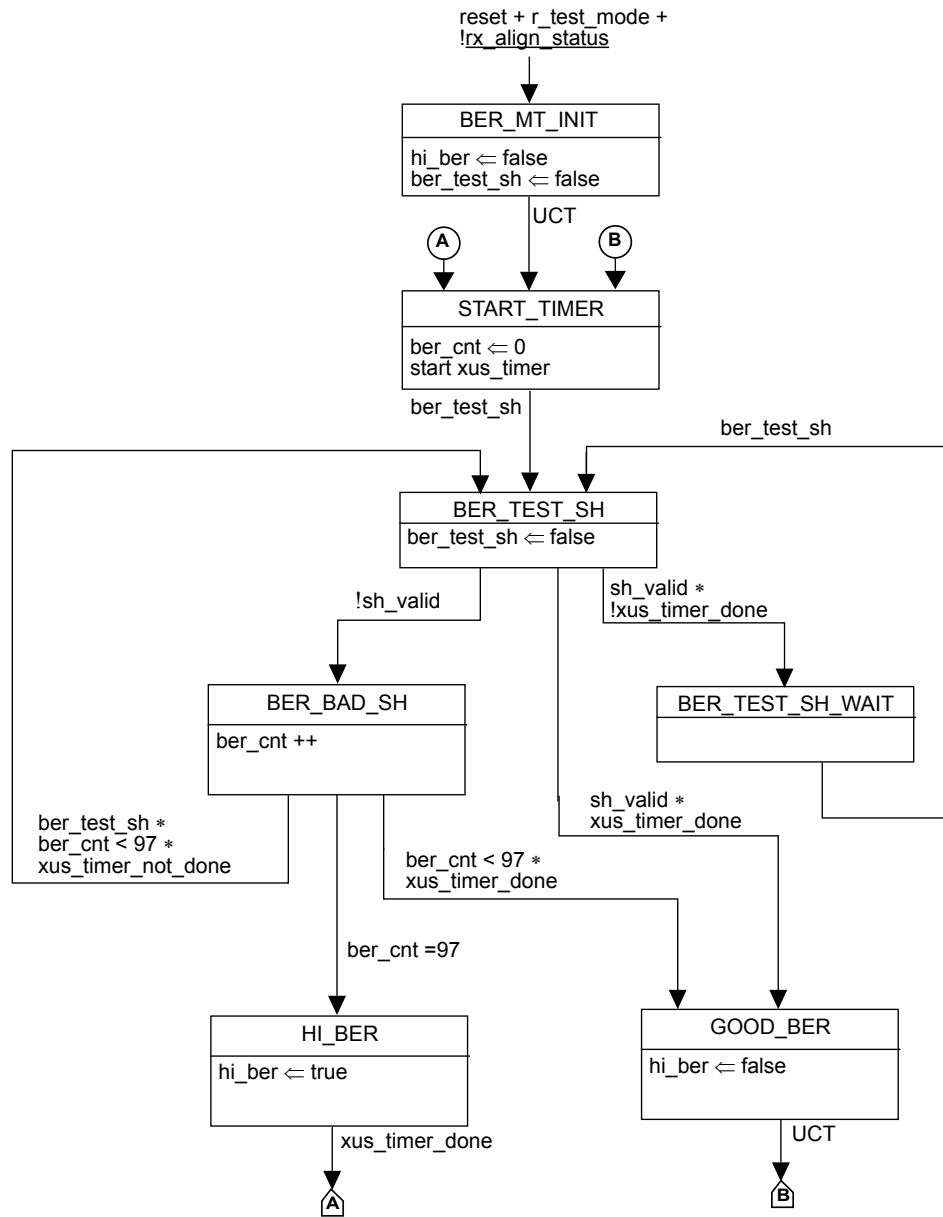 reset + r_test_mode +
!rx_align_status
BER_MT_INIT
hi_ber ⇐ false
ber_test_sh ⇐ false
UCT
A
B
START_TIMER
ber_cnt ⇐ 0
start xus_timer
ber_test_sh
ber_test_sh
BER_TEST_SH
ber_test_sh ⇐ false
!sh_valid
sh_valid *
!xus_timer_done
BER_BAD_SH
ber_cnt ++
BER_TEST_SH_WAIT
ber_test_sh *
ber_cnt < 97 *
xus_timer_not_done
ber_cnt < 97 *
xus_timer_done
sh_valid *
xus_timer_done
ber_cnt =97
HI_BER
hi_ber ⇐ true
GOOD_BER
hi_ber ⇐ false
xus_timer_done
UCT
A
B